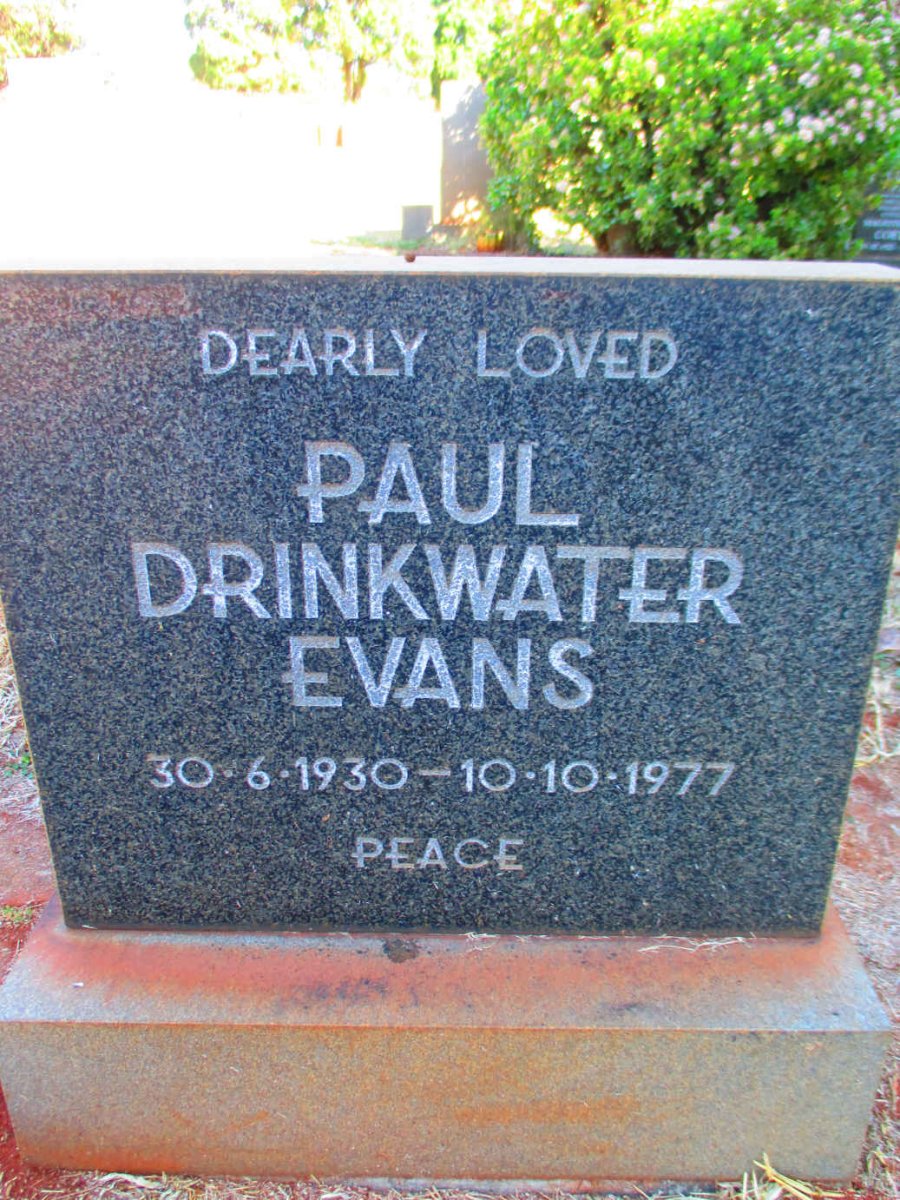 DEARLY LOVED
PAUL
DRINKWATER
EVANS
30·6·1930–10·10·1977
PEACE